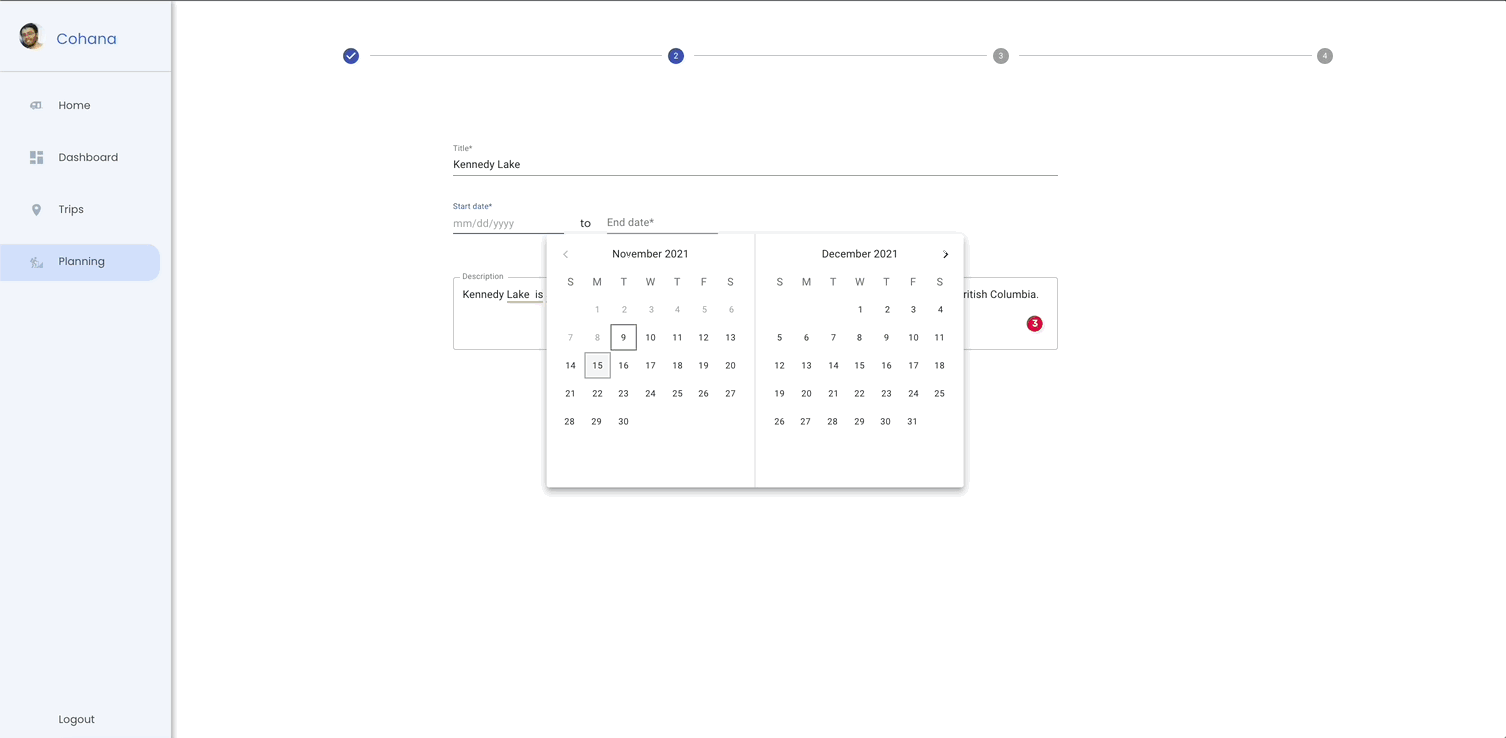 Cohana
Home
Dashboard
Trips
Planning
Logout
2
3
4
Title*
Kennedy Lake
Start date*
mm/dd/yyyy
to
End date*
Description
Kennedy Lake is
ritish Columbia.
3
November 2021
S M T W T F S
1 2 3 4 5 6
7 8 9 10 11 12 13
14 15 16 17 18 19 20
21 22 23 24 25 26 27
28 29 30
December 2021
S M T W T F S
1 2 3 4
5 6 7 8 9 10 11
12 13 14 15 16 17 18
19 20 21 22 23 24 25
26 27 28 29 30 31